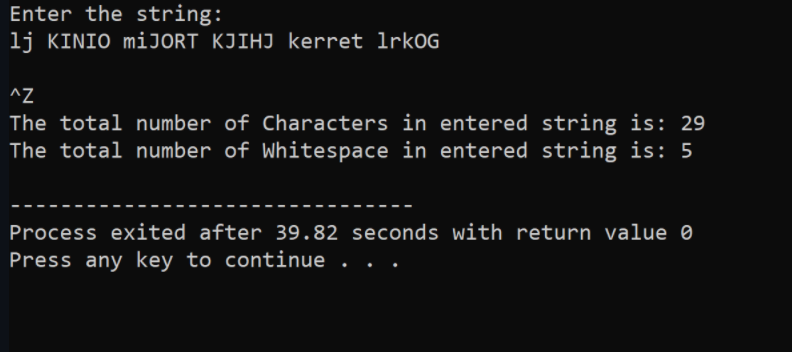 Enter the string:
lj KINIO miJORT KJIHJ kerret lrkOG
^Z
The total number of Characters in entered string is: 29
The total number of Whitespace in entered string is: 5
--------------------------------
Process exited after 39.82 seconds with return value 0
Press any key to continue . . .